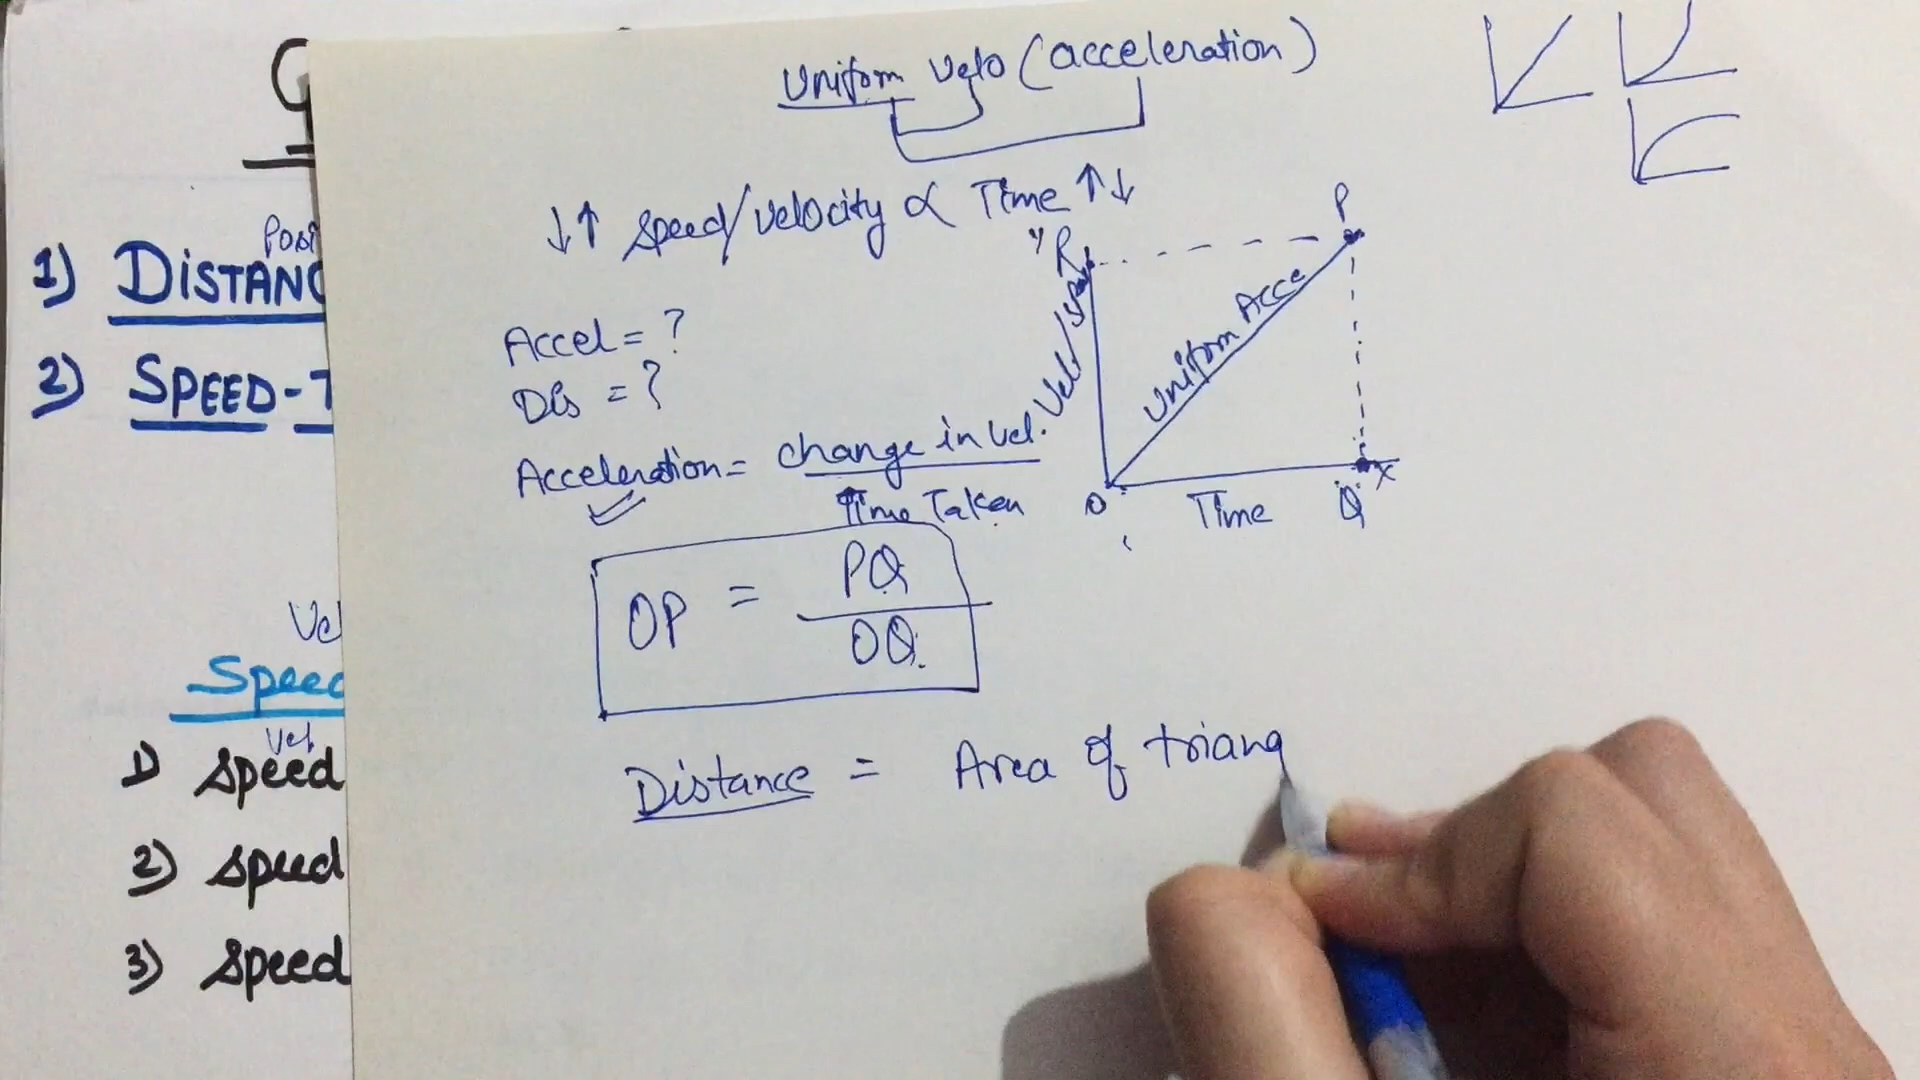 Uniform Velo (acceleration)
↓↑ Speed/Velocity ∝ Time ↑↓
Accel = ?
Dis = ?
Acceleration = change in Vel.
Time Taken
OP = PQ
OQ.
Distance = Area of triang
Y R P
Uniform Acce
O Time Q X
1) DISTANC
2) SPEED-T
Vel
Speed
Vel
1) Speed
2) Speed
3) Speed